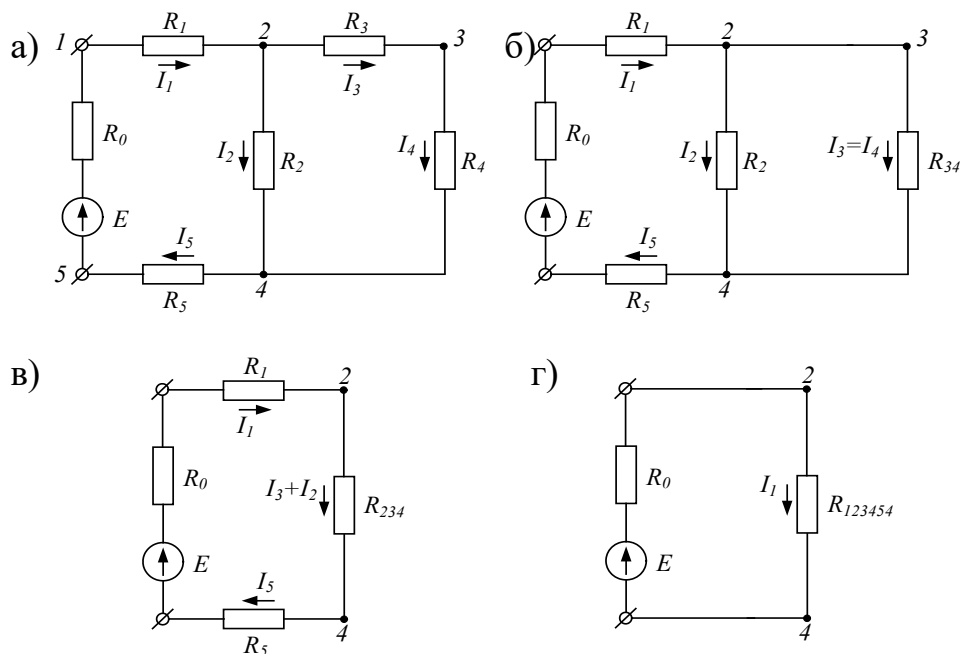 а)
1 R1 2 R3 3
I1 I3
R0 I2 R2 I4 R4
E
I5
5 R5 4
б)
R1 2 3
I1
R0 I2 R2 I3=I4 R34
E
I5
R5 4
в)
R1 2
I1
R0 I3+I2 R234
E
I5
R5 4
г)
2
R0 I1 R123454
E
4